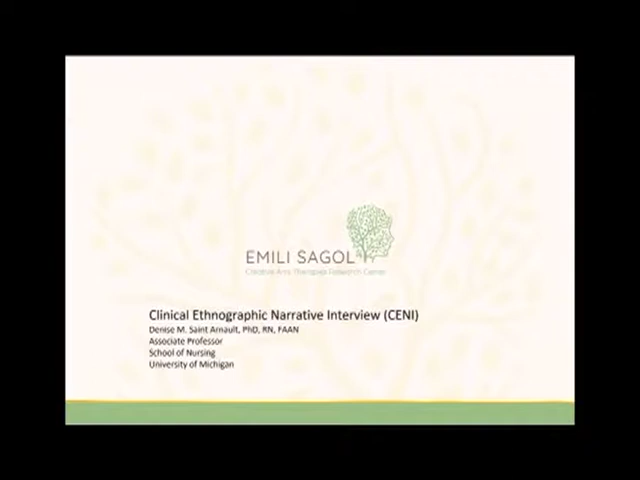 EMILI SAGOL
Creative Arts Therapies Research Center
Clinical Ethnographic Narrative Interview (CENI)
Denise M. Saint Arnault, PhD, RN, FAAN
Associate Professor
School of Nursing
University of Michigan